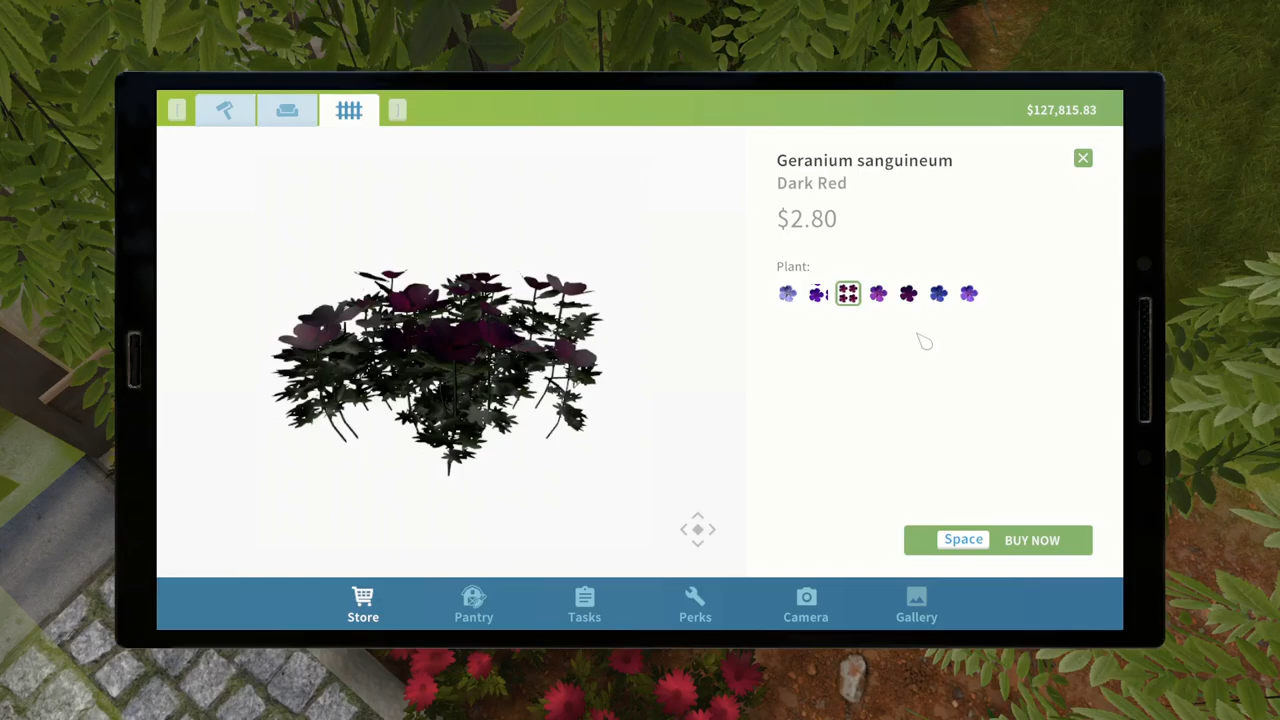 $127,815.83
Geranium sanguineum
Dark Red
$2.80
Plant:
Space BUY NOW
Store
Pantry
Tasks
Perks
Camera
Gallery